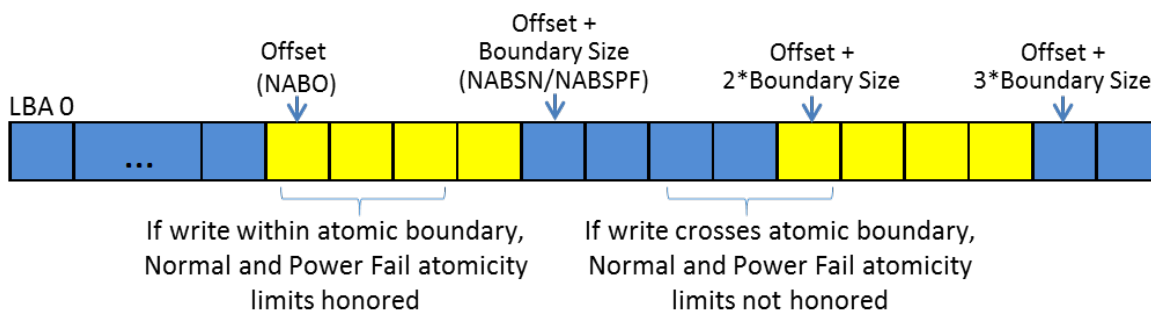 Offset
(NABO)
Offset +
Boundary Size
(NABSN/NABSPF)
Offset +
2*Boundary Size
Offset +
3*Boundary Size
LBA 0
...
If write within atomic boundary,
Normal and Power Fail atomicity
limits honored
If write crosses atomic boundary,
Normal and Power Fail atomicity
limits not honored